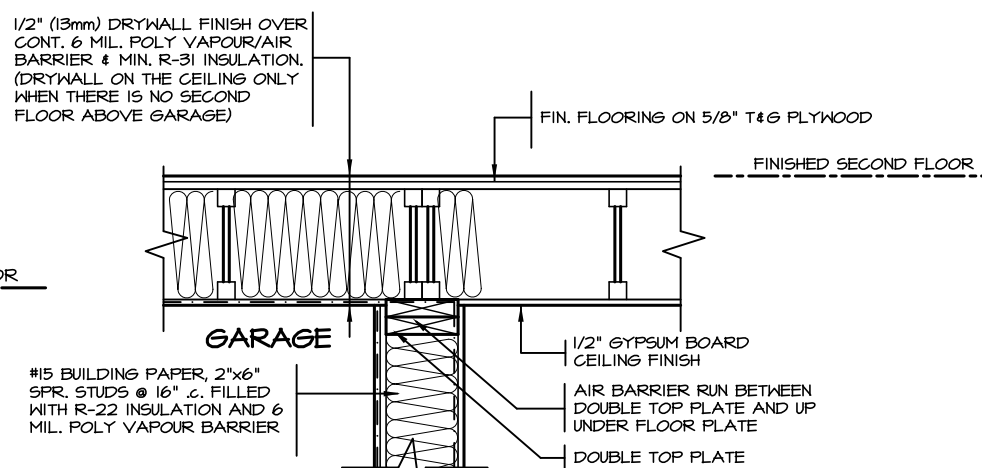 1/2" (13mm) DRYWALL FINISH OVER
CONT. 6 MIL. POLY VAPOUR/AIR
BARRIER & MIN. R-31 INSULATION.
(DRYWALL ON THE CEILING ONLY
WHEN THERE IS NO SECOND
FLOOR ABOVE GARAGE)
FIN. FLOORING ON 5/8" T&G PLYWOOD
FINISHED SECOND FLOOR
OR
GARAGE
#15 BUILDING PAPER, 2"x6"
SPR. STUDS @ 16" .c. FILLED
WITH R-22 INSULATION AND 6
MIL. POLY VAPOUR BARRIER
1/2" GYPSUM BOARD
CEILING FINISH
AIR BARRIER RUN BETWEEN
DOUBLE TOP PLATE AND UP
UNDER FLOOR PLATE
DOUBLE TOP PLATE